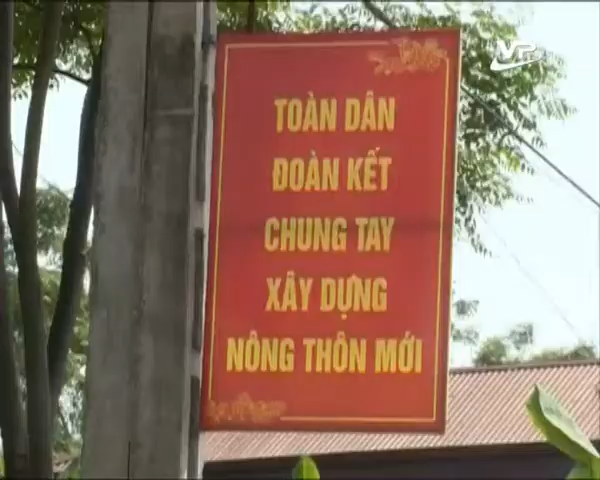 TOÀN DÂN
ĐOÀN KẾT
CHUNG TAY
XÂY DỰNG
NÔNG THÔN MỚI